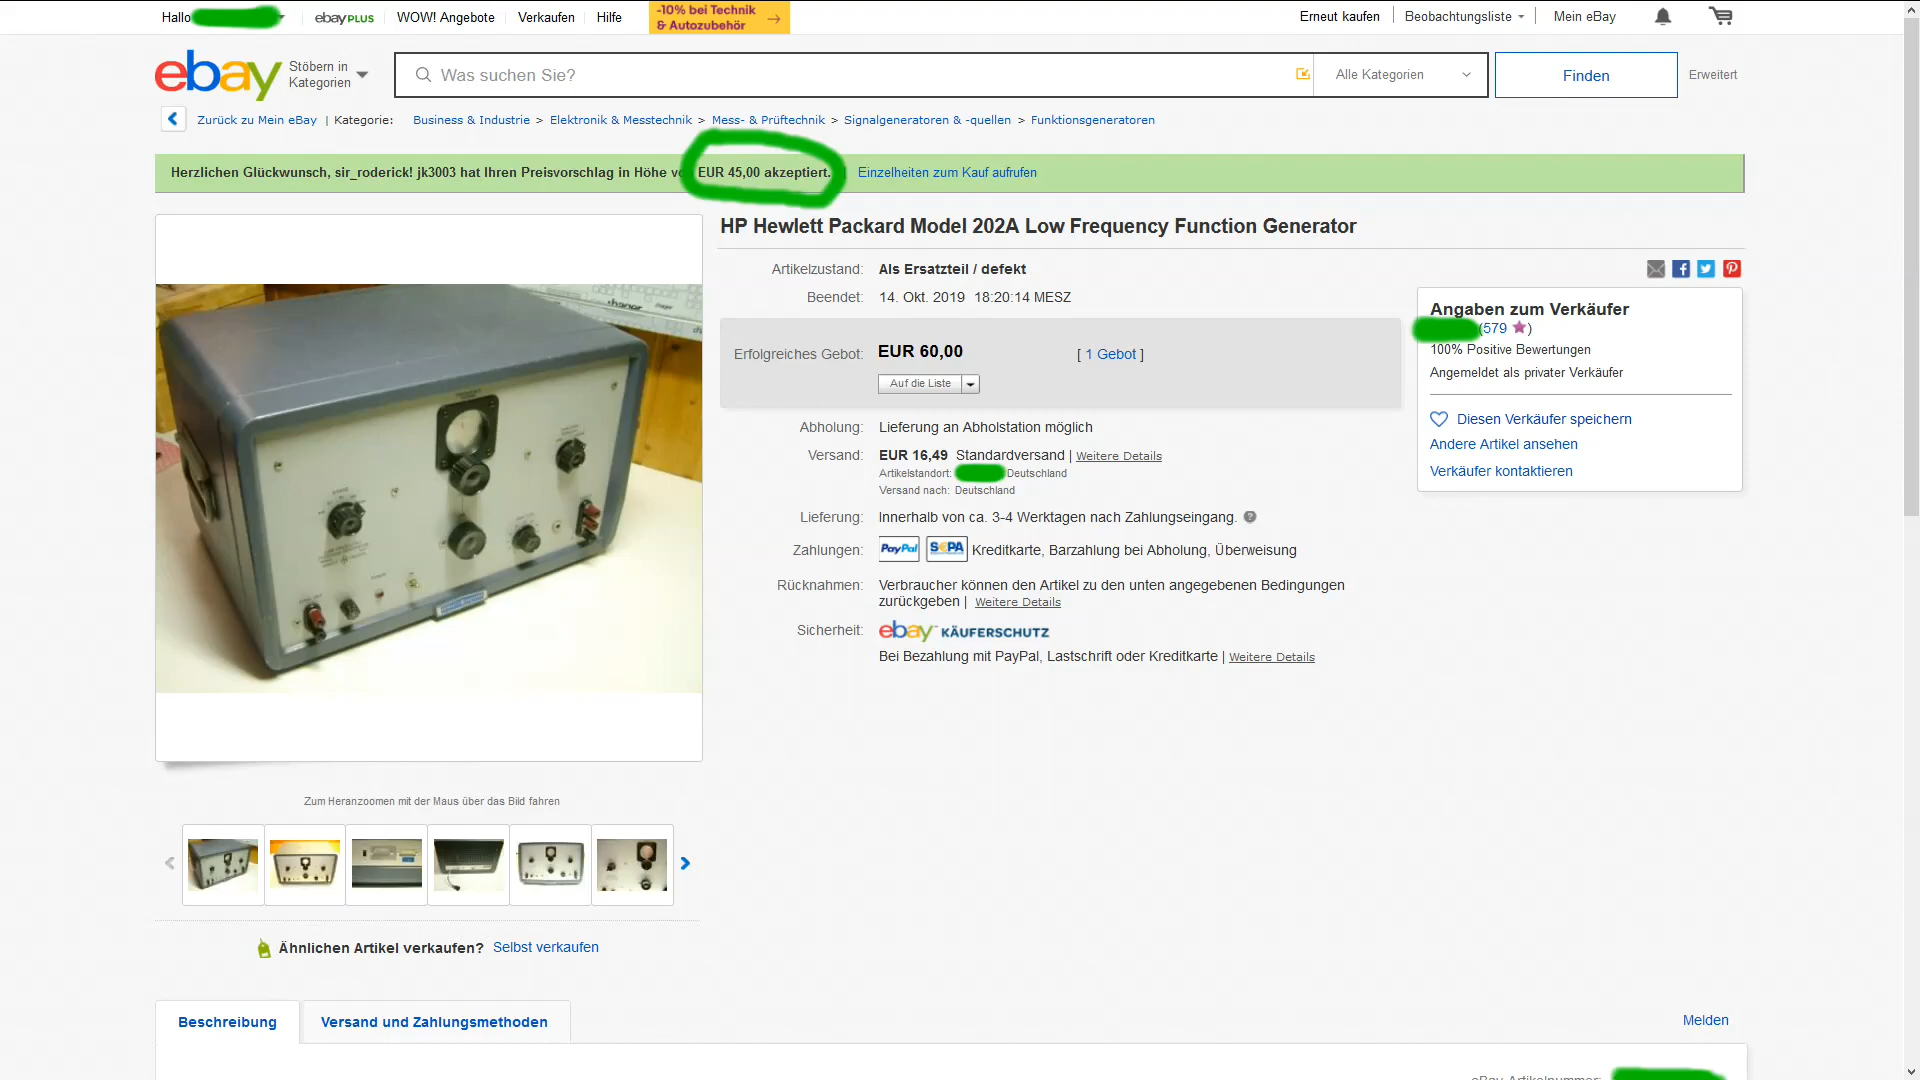 Hallo
ebay PLUS
WOW! Angebote
Verkaufen
Hilfe
-10% bei Technik
& Autozubehör
Erneut kaufen
Beobachtungsliste
Mein eBay
ebay
Stöbern in
Kategorien
Was suchen Sie?
Alle Kategorien
Finden
Erweitert
Zurück zu Mein eBay | Kategorie: Business & Industrie > Elektronik & Messtechnik > Mess- & Prüftechnik > Signalgeneratoren & -quellen > Funktionsgeneratoren
Herzlichen Glückwunsch, sir_roderick! jk3003 hat Ihren Preisvorschlag in Höhe v EUR 45,00 akzeptiert. | Einzelheiten zum Kauf aufrufen
HP Hewlett Packard Model 202A Low Frequency Function Generator
Artikelzustand: Als Ersatzteil / defekt
Beendet: 14. Okt. 2019 18:20:14 MESZ
Erfolgreiches Gebot: EUR 60,00 [ 1 Gebot ]
Auf die Liste
Abholung: Lieferung an Abholstation möglich
Versand: EUR 16,49 Standardversand | Weitere Details
Artikelstandort: Deutschland
Versand nach: Deutschland
Lieferung: Innerhalb von ca. 3-4 Werktagen nach Zahlungseingang.
Zahlungen: PayPal SEPA Kreditkarte, Barzahlung bei Abholung, Überweisung
Rücknahmen: Verbraucher können den Artikel zu den unten angegebenen Bedingungen
zurückgeben | Weitere Details
Sicherheit: ebay KÄUFERSCHUTZ
Bei Bezahlung mit PayPal, Lastschrift oder Kreditkarte | Weitere Details
Angaben zum Verkäufer
(579 )
100% Positive Bewertungen
Angemeldet als privater Verkäufer
Diesen Verkäufer speichern
Andere Artikel ansehen
Verkäufer kontaktieren
Zum Heranzoomen mit der Maus über das Bild fahren
Ähnlichen Artikel verkaufen? Selbst verkaufen
Beschreibung
Versand und Zahlungsmethoden
Melden
eBay-Artikelnummer: